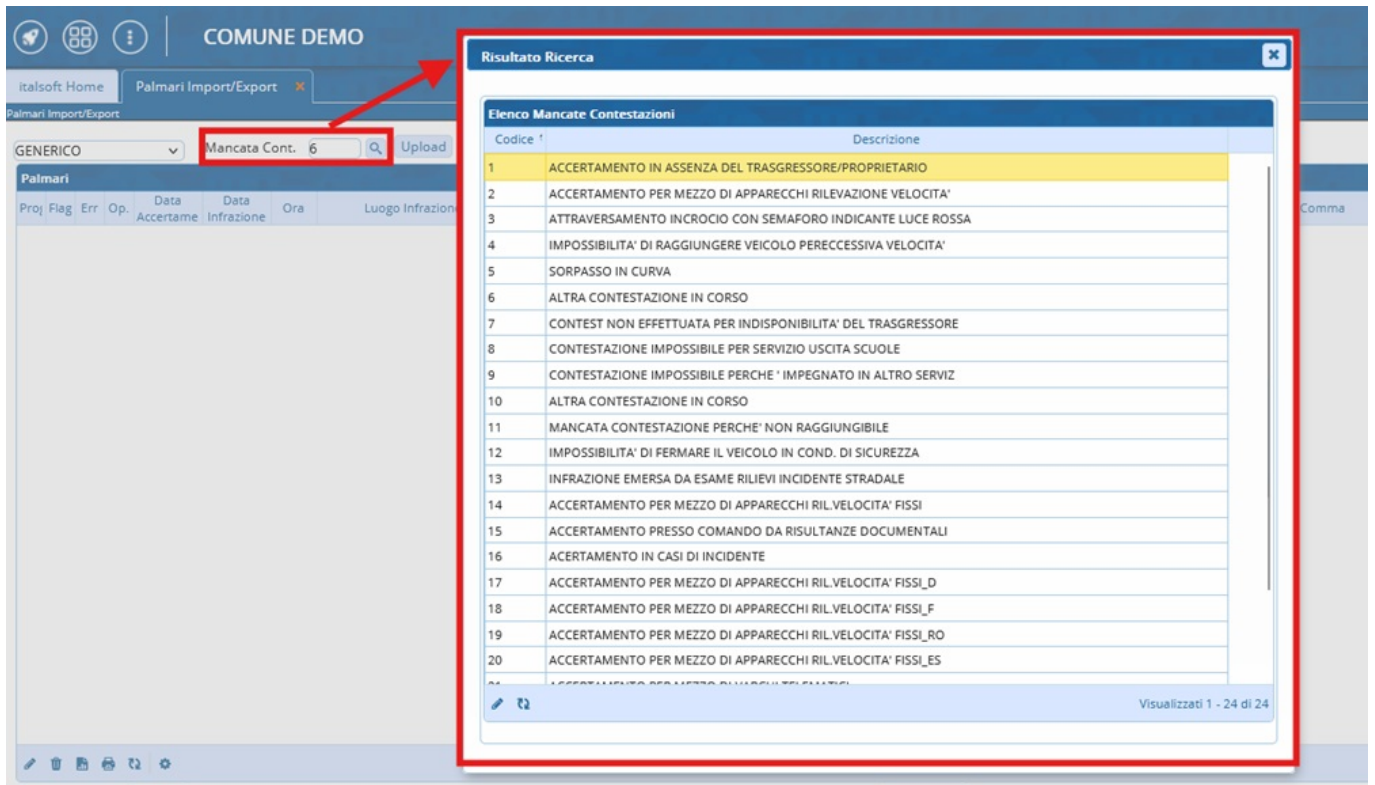 COMUNE DEMO
italsoft Home
Palmari Import/Export
Palmari Import/Export
GENERICO
Mancata Cont. 6
Upload
Palmari
Proj Flag Err Op. Data Accertame Data Infrazione Ora Luogo Infrazione
Comma
Risultato Ricerca
Elenco Mancate Contestazioni
Codice Descrizione
1 ACCERTAMENTO IN ASSENZA DEL TRASGRESSORE/PROPRIETARIO
2 ACCERTAMENTO PER MEZZO DI APPARECCHI RILEVAZIONE VELOCITA'
3 ATTRAVERSAMENTO INCROCIO CON SEMAFORO INDICANTE LUCE ROSSA
4 IMPOSSIBILITA' DI RAGGIUNGERE VEICOLO PERECCESSIVA VELOCITA'
5 SORPASSO IN CURVA
6 ALTRA CONTESTAZIONE IN CORSO
7 CONTEST NON EFFETTUATA PER INDISPONIBILITA' DEL TRASGRESSORE
8 CONTESTAZIONE IMPOSSIBILE PER SERVIZIO USCITA SCUOLE
9 CONTESTAZIONE IMPOSSIBILE PERCHE ' IMPEGNATO IN ALTRO SERVIZ
10 ALTRA CONTESTAZIONE IN CORSO
11 MANCATA CONTESTAZIONE PERCHE' NON RAGGIUNGIBILE
12 IMPOSSIBILITA' DI FERMARE IL VEICOLO IN COND. DI SICUREZZA
13 INFRAZIONE EMERSA DA ESAME RILIEVI INCIDENTE STRADALE
14 ACCERTAMENTO PER MEZZO DI APPARECCHI RIL.VELOCITA' FISSI
15 ACCERTAMENTO PRESSO COMANDO DA RISULTANZE DOCUMENTALI
16 ACERTAMENTO IN CASI DI INCIDENTE
17 ACCERTAMENTO PER MEZZO DI APPARECCHI RIL.VELOCITA' FISSI_D
18 ACCERTAMENTO PER MEZZO DI APPARECCHI RIL.VELOCITA' FISSI_F
19 ACCERTAMENTO PER MEZZO DI APPARECCHI RIL.VELOCITA' FISSI_RO
20 ACCERTAMENTO PER MEZZO DI APPARECCHI RIL.VELOCITA' FISSI_ES
Visualizzati 1 - 24 di 24